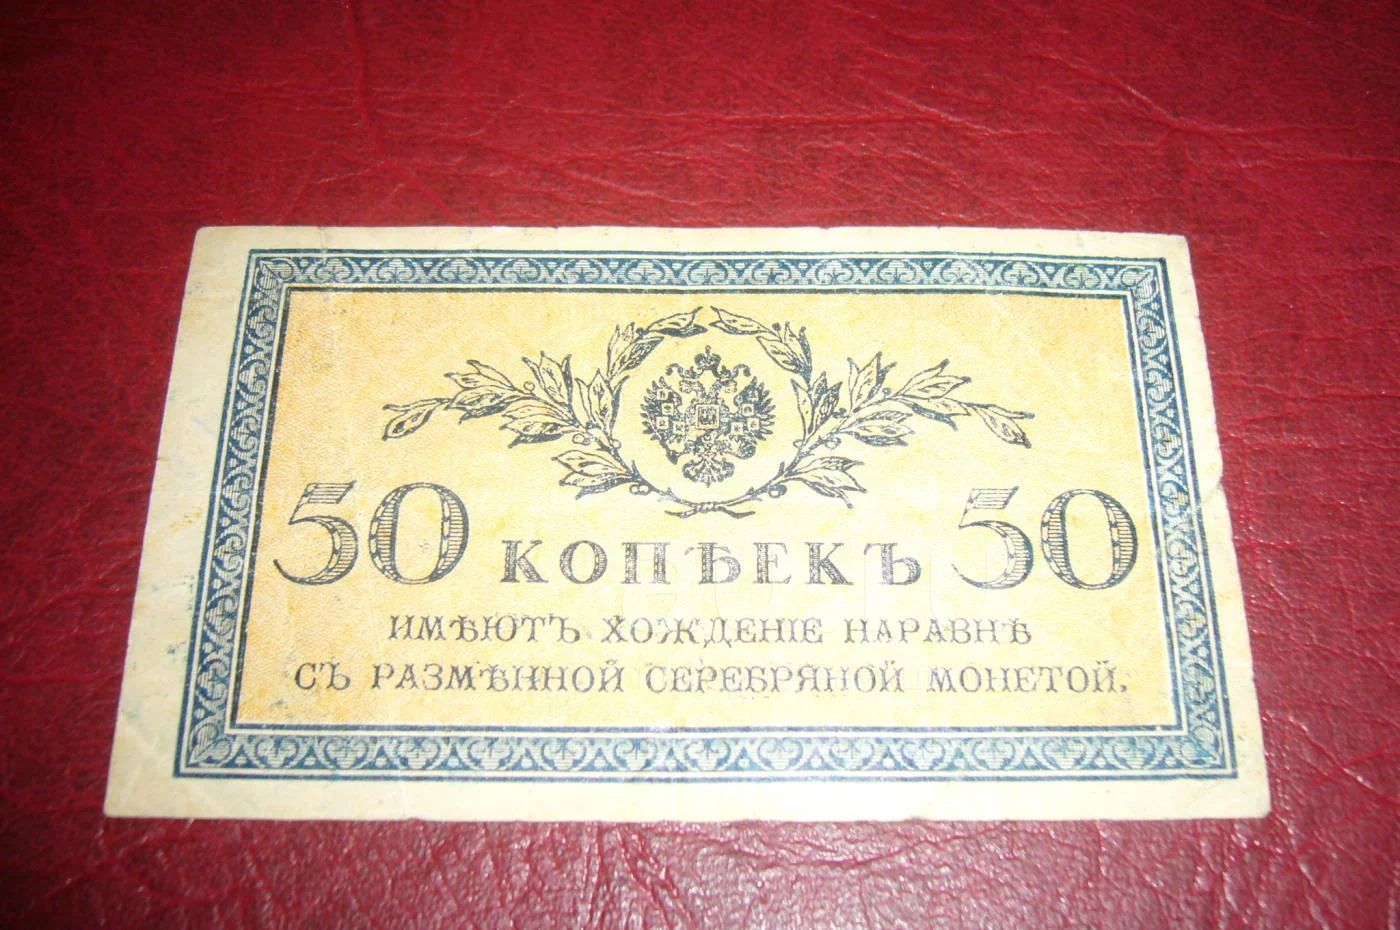 50 КОПѢЕКЪ 50
ИМѢЮТЪ ХОЖДЕНІЕ НАРАВНѢ
СЪ РАЗМѢННОЙ СЕРЕБРЯНОЙ МОНЕТОЙ.